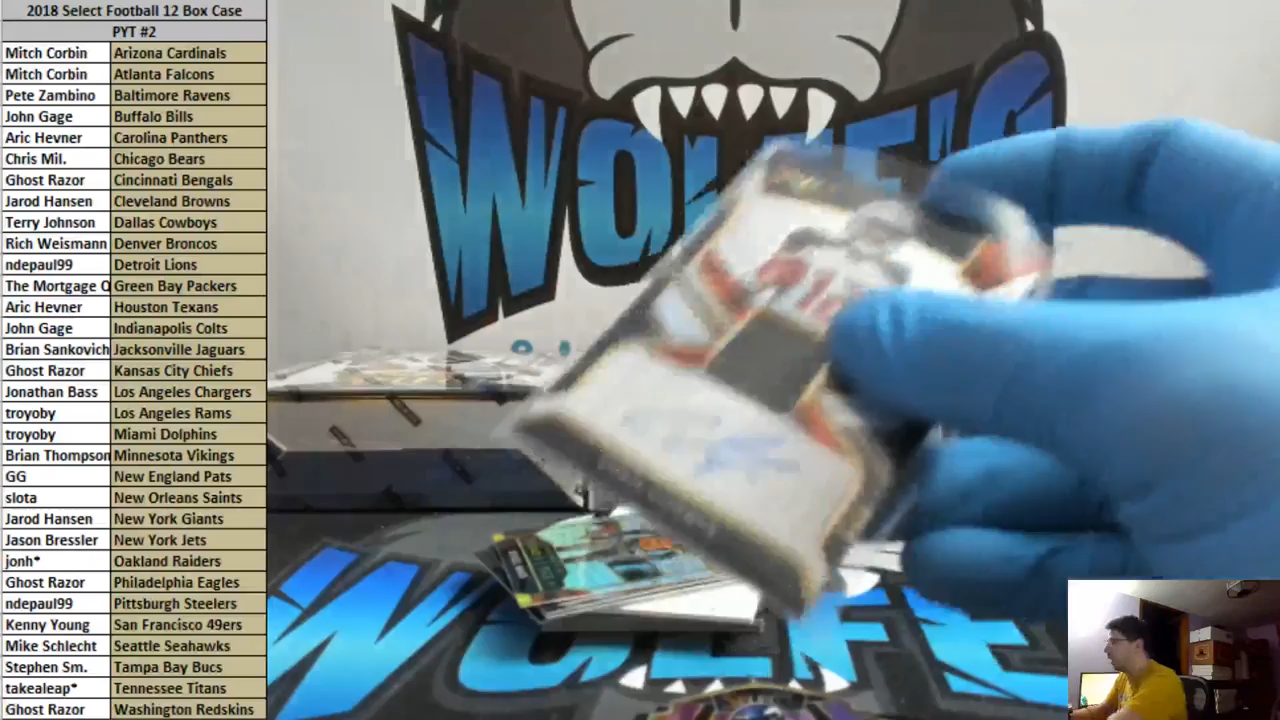 2018 Select Football 12 Box Case
PYT #2
Mitch Corbin Arizona Cardinals
Mitch Corbin Atlanta Falcons
Pete Zambino Baltimore Ravens
John Gage Buffalo Bills
Aric Hevner Carolina Panthers
Chris Mil. Chicago Bears
Ghost Razor Cincinnati Bengals
Jarod Hansen Cleveland Browns
Terry Johnson Dallas Cowboys
Rich Weismann Denver Broncos
ndepaul99 Detroit Lions
The Mortgage Q Green Bay Packers
Aric Hevner Houston Texans
John Gage Indianapolis Colts
Brian Sankovich Jacksonville Jaguars
Ghost Razor Kansas City Chiefs
Jonathan Bass Los Angeles Chargers
troyoby Los Angeles Rams
troyoby Miami Dolphins
Brian Thompson Minnesota Vikings
GG New England Pats
slota New Orleans Saints
Jarod Hansen New York Giants
Jason Bressler New York Jets
jonh* Oakland Raiders
Ghost Razor Philadelphia Eagles
ndepaul99 Pittsburgh Steelers
Kenny Young San Francisco 49ers
Mike Schlecht Seattle Seahawks
Stephen Sm. Tampa Bay Bucs
takealeap* Tennessee Titans
Ghost Razor Washington Redskins
WOLFE'S
WOLFE